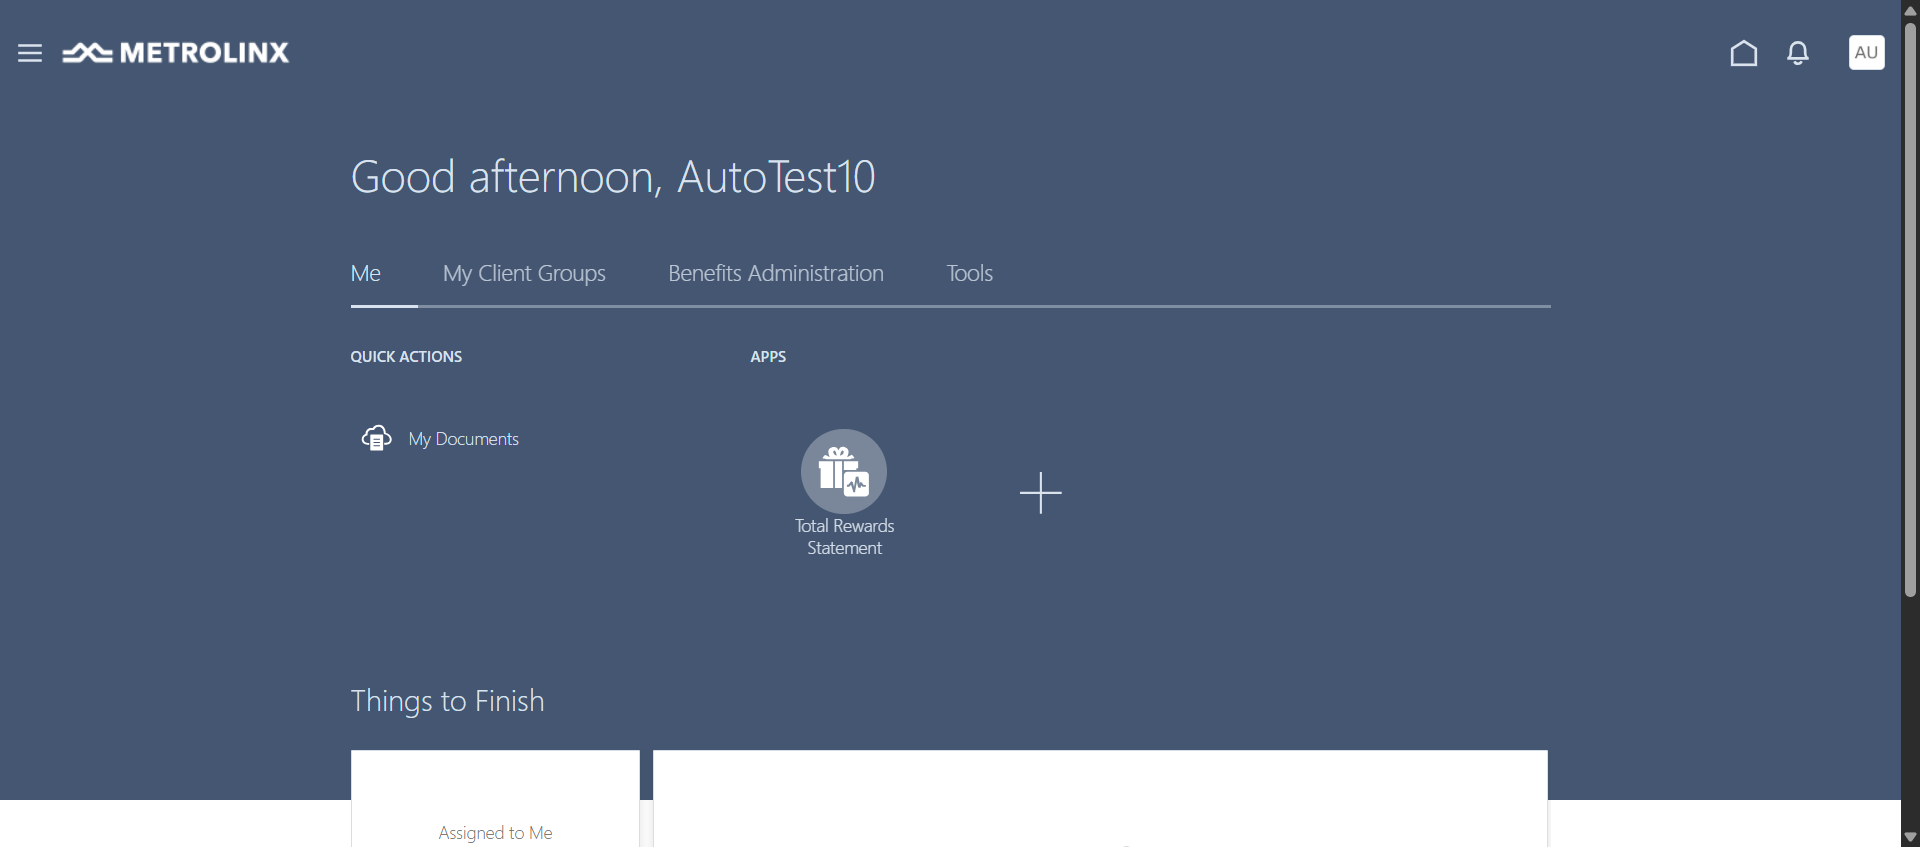 METROLINX
AU
Good afternoon, AutoTest10
Me
My Client Groups
Benefits Administration
Tools
QUICK ACTIONS
APPS
My Documents
Total Rewards
Statement
Things to Finish
Assigned to Me